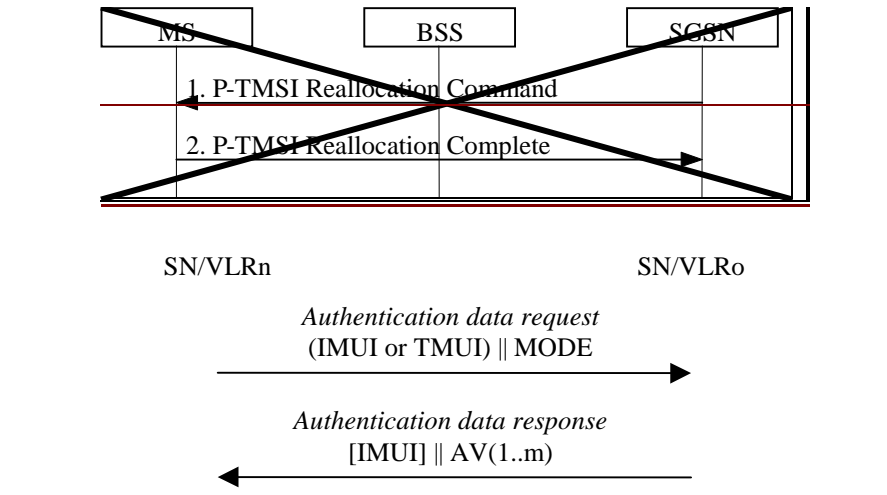 MS BSS SGSN
1. P-TMSI Reallocation Command
2. P-TMSI Reallocation Complete
SN/VLRn SN/VLRo
Authentication data request
(IMUI or TMUI) || MODE
Authentication data response
[IMUI] || AV(1..m)